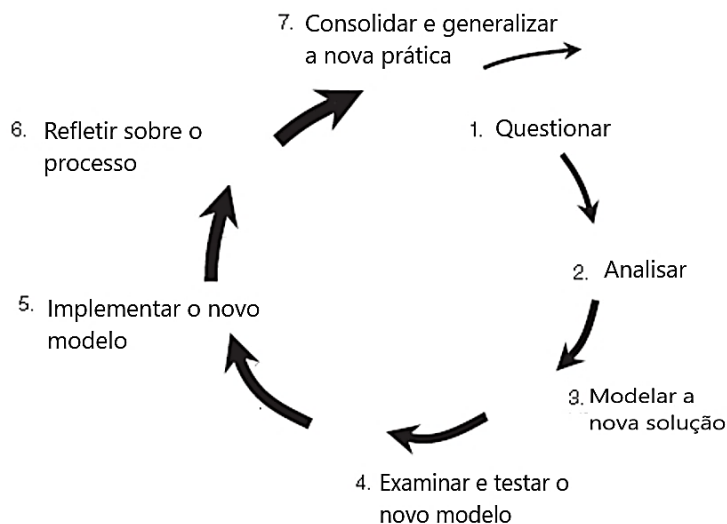 7. Consolidar e generalizar
a nova prática
1. Questionar
2. Analisar
3. Modelar a
nova solução
4. Examinar e testar o
novo modelo
5. Implementar o novo
modelo
6. Refletir sobre o
processo